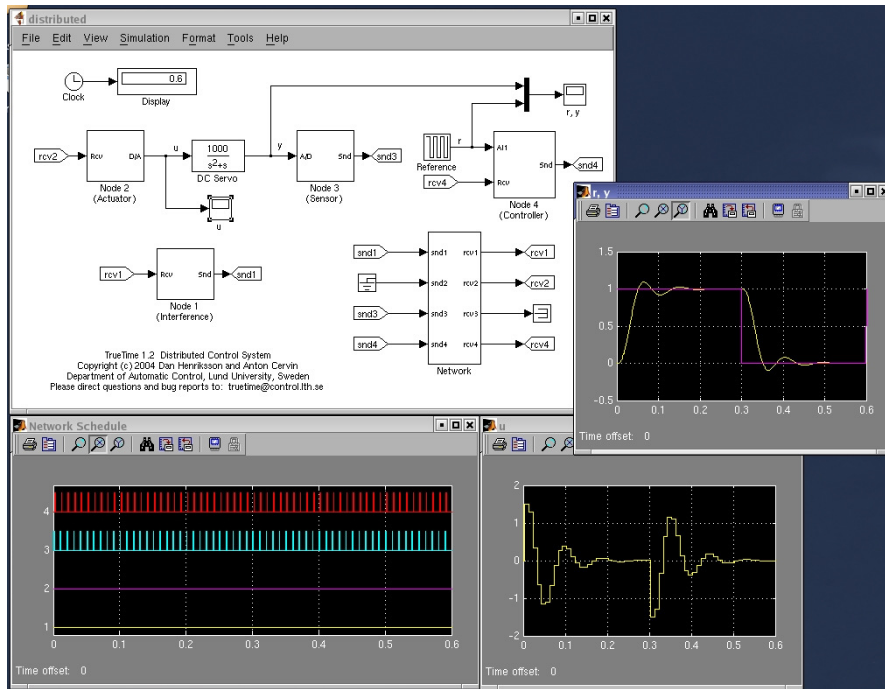 distributed
File Edit View Simulation Format Tools Help
0.6
Clock
Display
r, y
rcv2
Rcv D/A
u
1000
s²+s
y
A/D Snd
snd3
Reference
r
AI1
Snd
snd4
rcv4
Rcv
Node 2
(Actuator)
DC Servo
Node 3
(Sensor)
Node 4
(Controller)
u
rcv1
Rcv Snd
snd1
Node 1
(Interference)
snd1 snd1 rcv1 rcv1
snd2 rcv2 rcv2
snd3 snd3 rcv3
snd4 snd4 rcv4 rcv4
Network
TrueTime 1.2 Distributed Control System
Copyright (c) 2004 Dan Henriksson and Anton Cervin
Department of Automatic Control, Lund University, Sweden
Please direct questions and bug reports to: truetime@control.lth.se
r, y
1.5
1
0.5
0
-0.5
0 0.1 0.2 0.3 0.4 0.5 0.6
Time offset: 0
Network Schedule
4
3
2
1
0 0.1 0.2 0.3 0.4 0.5 0.6
Time offset: 0
u
2
1
0
-1
-2
0 0.1 0.2 0.3 0.4 0.5 0.6
Time offset: 0